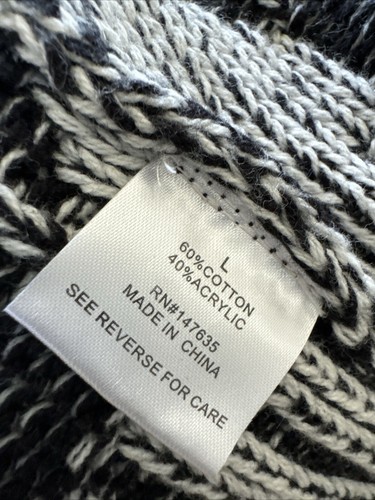 L
60%COTTON
40%ACRYLIC
RN#147635
MADE IN CHINA
SEE REVERSE FOR CARE